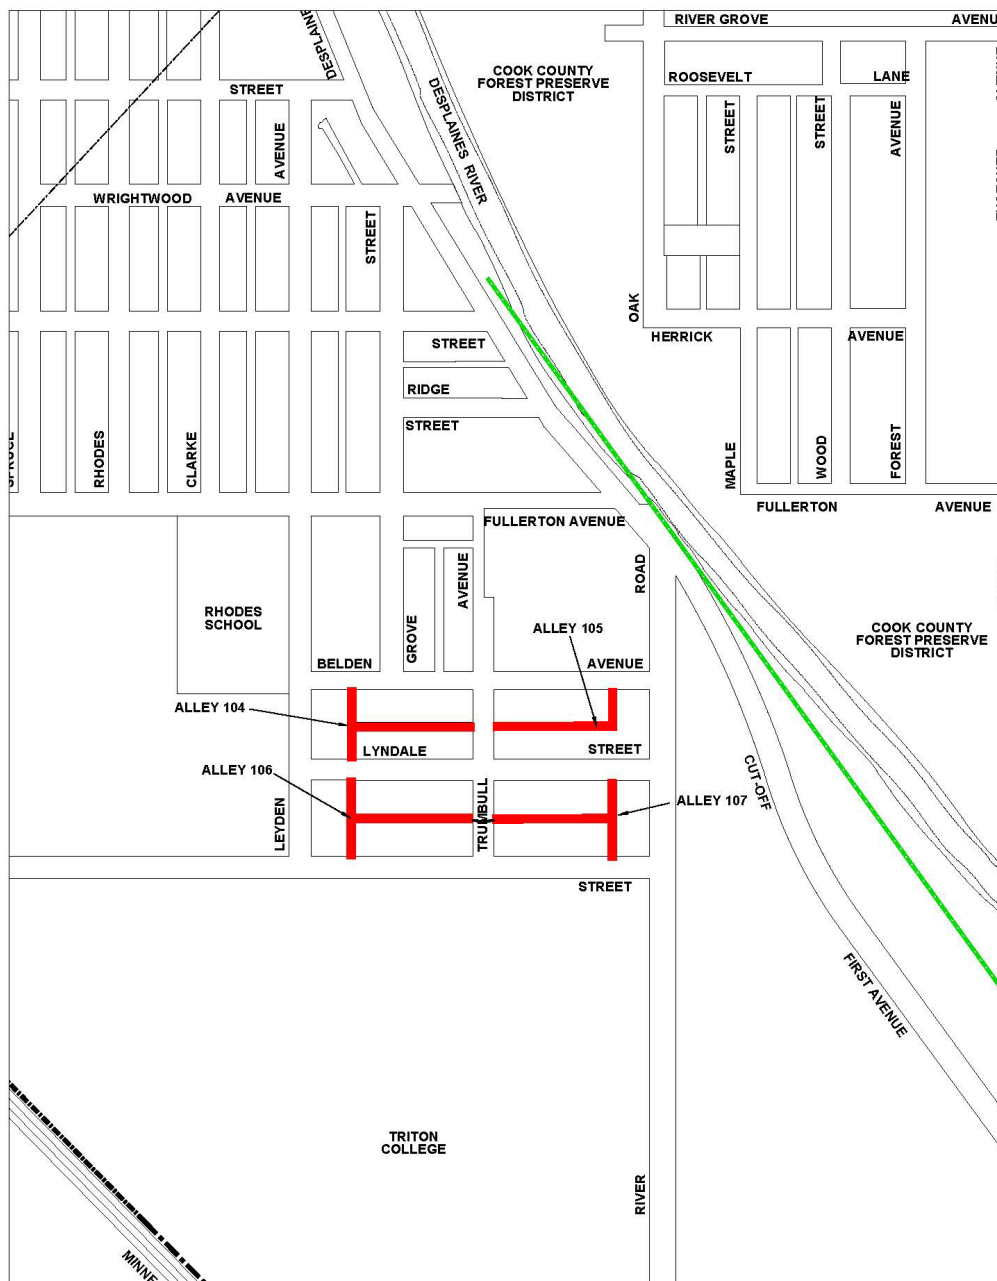 RIVER GROVE
DESPLAINE
COOK COUNTY
FOREST PRESERVE
DISTRICT
ROOSEVELT
LANE
STREET
DESPLAINES RIVER
AVENUE
STREET
STREET
AVENUE
WRIGHTWOOD
AVENUE
STREET
OAK
STREET
HERRICK
AVENUE
RIDGE
STREET
RHODES
CLARKE
MAPLE
WOOD
FOREST
FULLERTON
AVENUE
FULLERTON AVENUE
AVENUE
ROAD
RHODES
SCHOOL
GROVE
ALLEY 105
COOK COUNTY
FOREST PRESERVE
DISTRICT
BELDEN
AVENUE
ALLEY 104
LYNDALE
STREET
ALLEY 106
CUT-OFF
LEYDEN
TRUMBULL
ALLEY 107
STREET
FIRST AVENUE
TRITON
COLLEGE
RIVER
MINNE